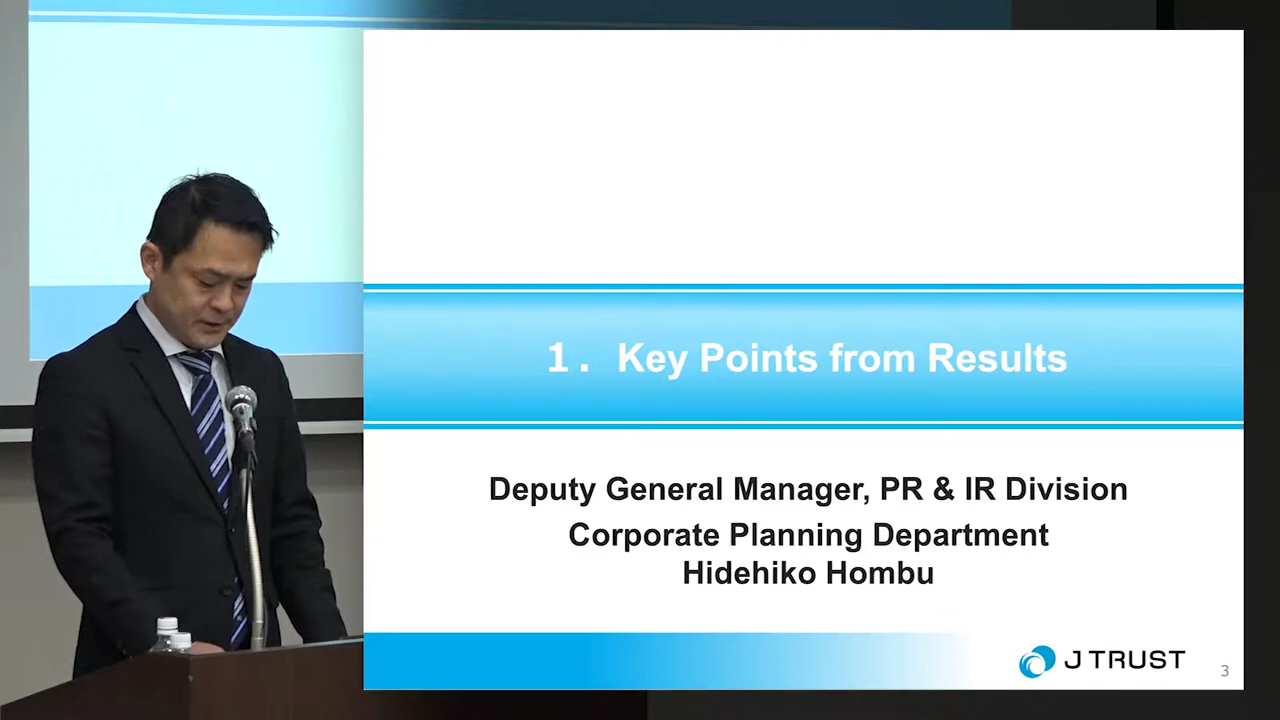 1. Key Points from Results
Deputy General Manager, PR & IR Division
Corporate Planning Department
Hidehiko Hombu
J TRUST
3